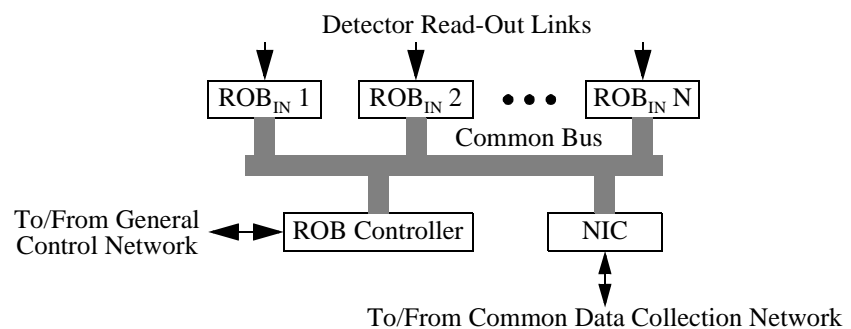 Detector Read-Out Links
ROB_IN 1
ROB_IN 2
ROB_IN N
Common Bus
To/From General
Control Network
ROB Controller
NIC
To/From Common Data Collection Network